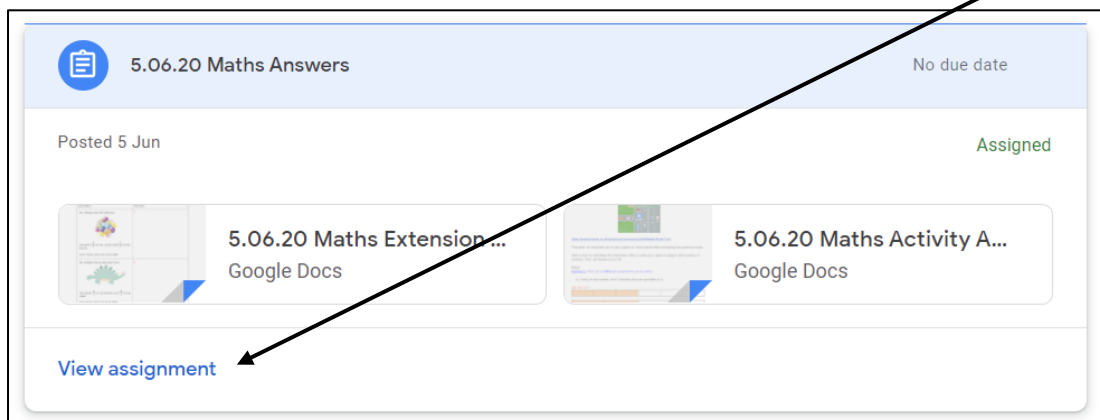 5.06.20 Maths Answers
No due date
Posted 5 Jun
Assigned
5.06.20 Maths Extension ...
Google Docs
5.06.20 Maths Activity A...
Google Docs
View assignment